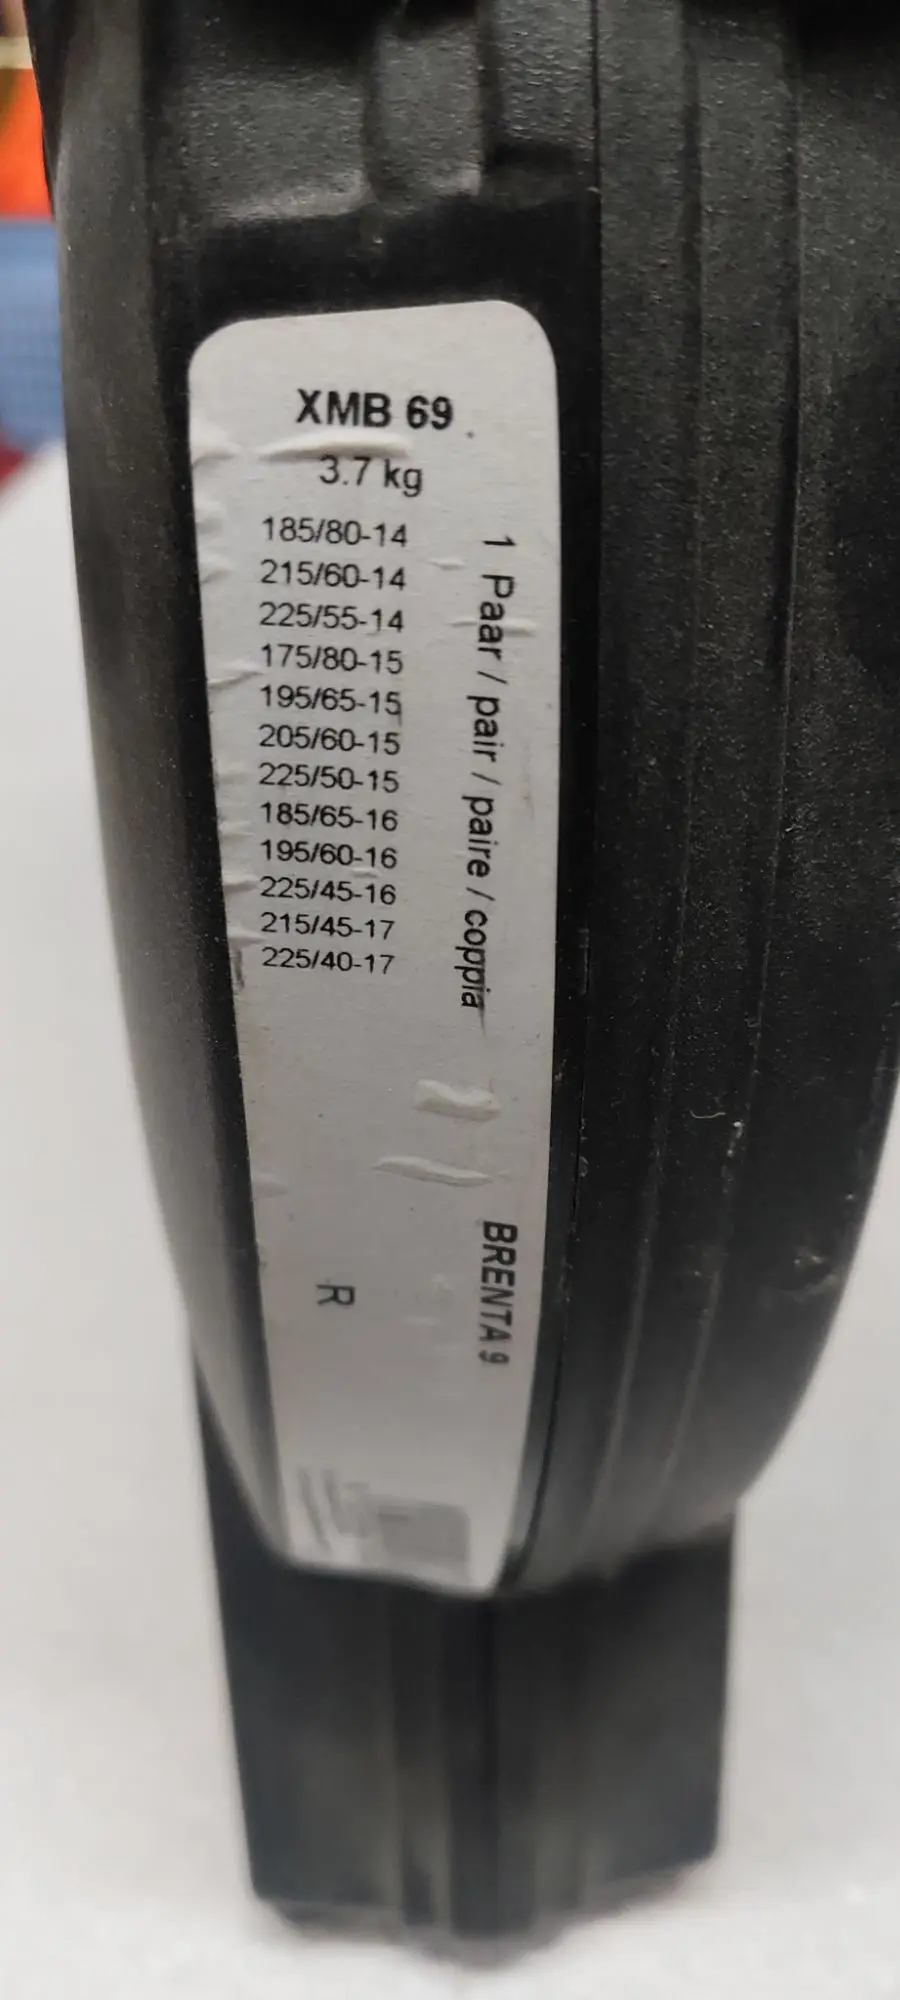 XMB 69
3.7 kg
185/80-14
215/60-14
225/55-14
175/80-15
195/65-15
205/60-15
225/50-15
185/65-16
195/60-16
225/45-16
215/45-17
225/40-17
1 Paar / pair / paire / coppia
BRENTA 9
R